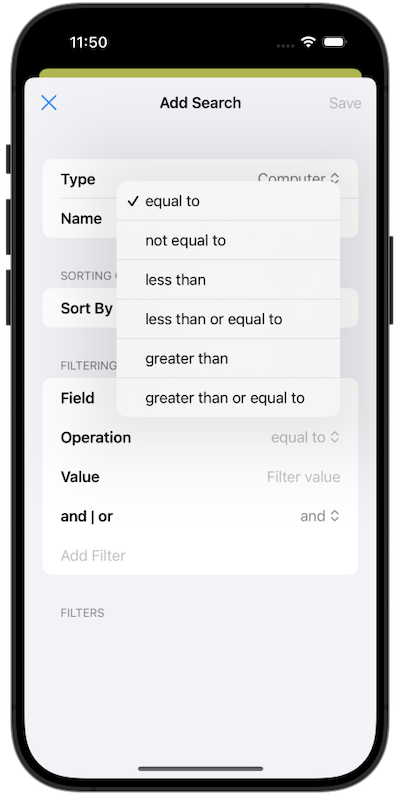 11:50
Add Search
Save
Type
Computer
equal to
Name
not equal to
SORTING
less than
Sort By
less than or equal to
greater than
FILTERING
Field
greater than or equal to
Operation
equal to
Value
Filter value
and | or
and
Add Filter
FILTERS